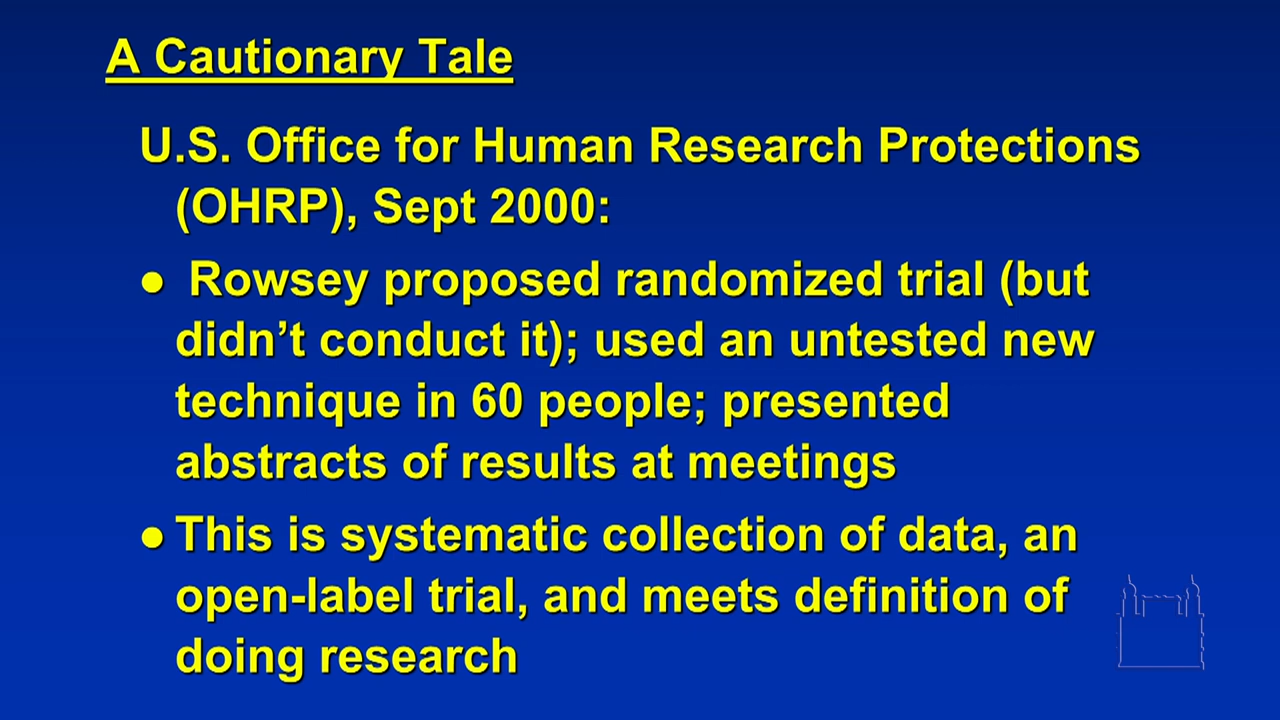 A Cautionary Tale
U.S. Office for Human Research Protections
(OHRP), Sept 2000:
● Rowsey proposed randomized trial (but
didn’t conduct it); used an untested new
technique in 60 people; presented
abstracts of results at meetings
● This is systematic collection of data, an
open-label trial, and meets definition of
doing research